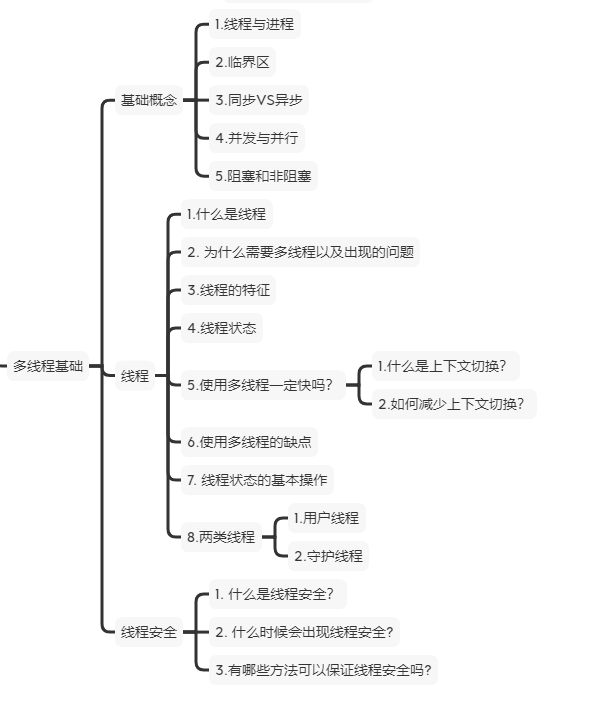 1.线程与进程
2.临界区
基础概念
3.同步VS异步
4.并发与并行
5.阻塞和非阻塞
1.什么是线程
2. 为什么需要多线程以及出现的问题
3.线程的特征
4.线程状态
多线程基础
线程
5.使用多线程一定快吗？
1.什么是上下文切换？
2.如何减少上下文切换？
6.使用多线程的缺点
7. 线程状态的基本操作
8.两类线程
1.用户线程
2.守护线程
线程安全
1. 什么是线程安全？
2. 什么时候会出现线程安全?
3.有哪些方法可以保证线程安全吗?